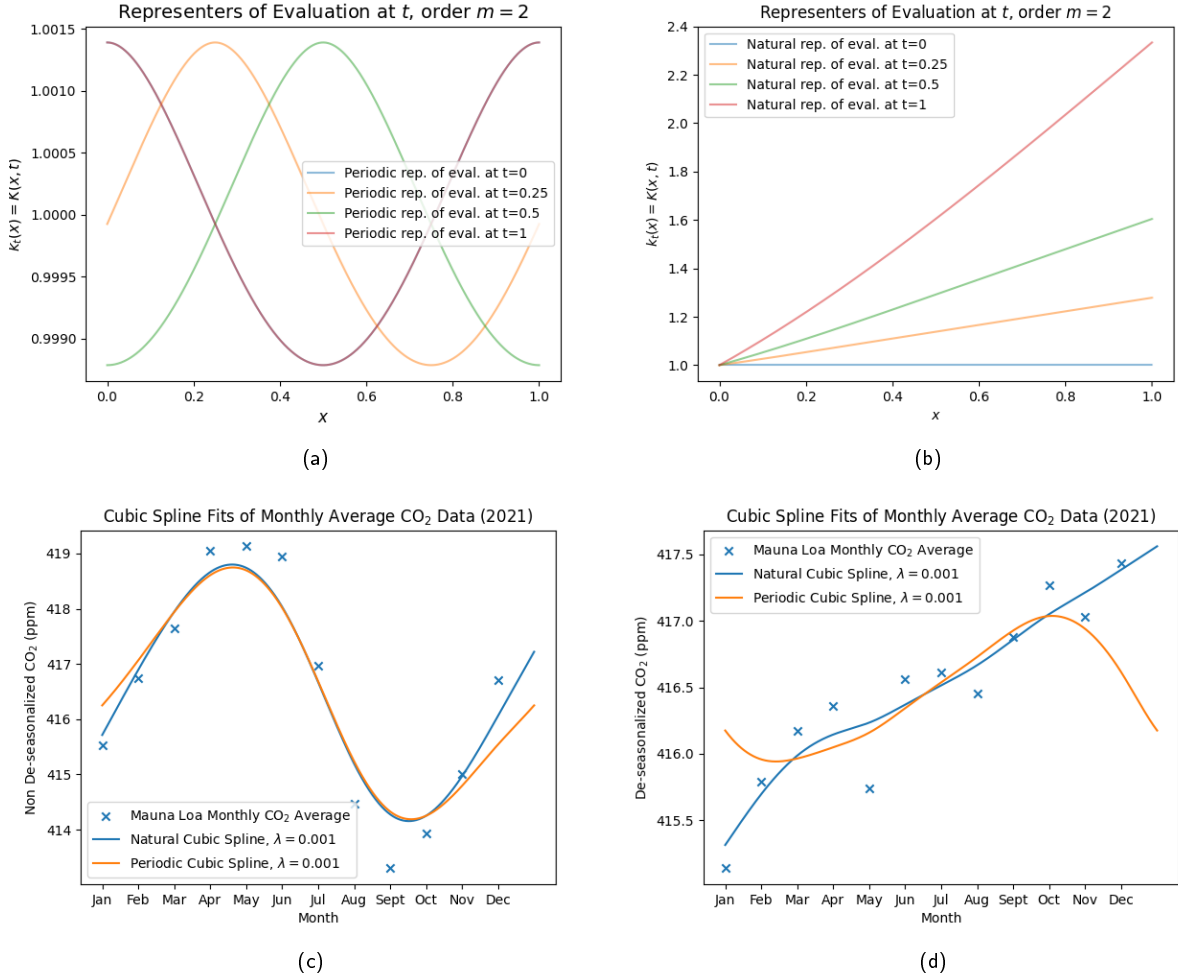 Representers of Evaluation at t, order m = 2
1.0015
1.0010
1.0005
1.0000
0.9995
0.9990
k_t(x) = K(x, t)
Periodic rep. of eval. at t=0
Periodic rep. of eval. at t=0.25
Periodic rep. of eval. at t=0.5
Periodic rep. of eval. at t=1
0.0 0.2 0.4 0.6 0.8 1.0
x
(a)
Representers of Evaluation at t, order m = 2
2.4
2.2
2.0
1.8
1.6
1.4
1.2
1.0
k_t(x) = K(x, t)
Natural rep. of eval. at t=0
Natural rep. of eval. at t=0.25
Natural rep. of eval. at t=0.5
Natural rep. of eval. at t=1
0.0 0.2 0.4 0.6 0.8 1.0
x
(b)
Cubic Spline Fits of Monthly Average CO₂ Data (2021)
419
418
417
416
415
414
Non De-seasonalized CO₂ (ppm)
Mauna Loa Monthly CO₂ Average
Natural Cubic Spline, λ = 0.001
Periodic Cubic Spline, λ = 0.001
Jan Feb Mar Apr May Jun Jul Aug Sept Oct Nov Dec
Month
(c)
Cubic Spline Fits of Monthly Average CO₂ Data (2021)
417.5
417.0
416.5
416.0
415.5
De-seasonalized CO₂ (ppm)
Mauna Loa Monthly CO₂ Average
Natural Cubic Spline, λ = 0.001
Periodic Cubic Spline, λ = 0.001
Jan Feb Mar Apr May Jun Jul Aug Sept Oct Nov Dec
Month
(d)